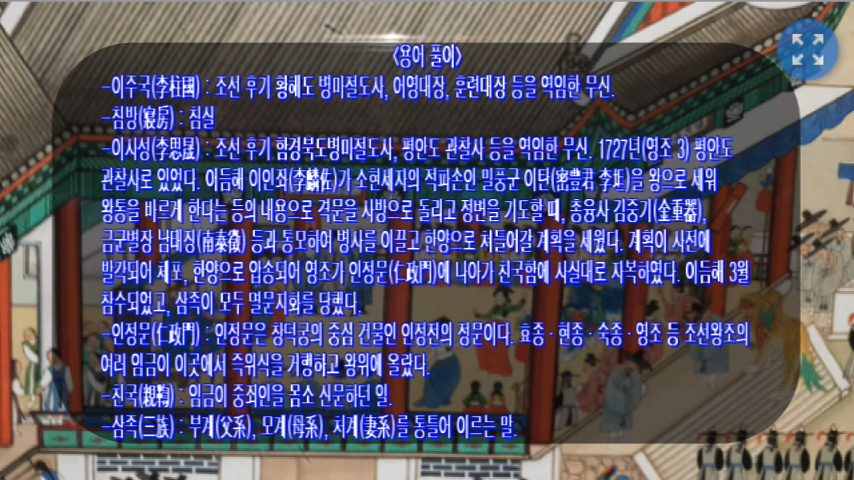 <용어 풀이>
-이주국(李柱國) : 조선 후기 황해도 병마절도사, 어영대장, 훈련대장 등을 역임한 무신.
-침방(寢房) : 침실
-이사성(李思晟) : 조선 후기 함경북도병마절도사, 평안도 관찰사 등을 역임한 무신. 1727년(영조 3) 평안도
관찰사로 있었다. 이듬해 이인좌(李麟佐)가 소현세자의 적파손인 밀풍군 이탄(密豊君 李坦)을 왕으로 세워
왕통을 바르게 한다는 등의 내용으로 격문을 사방으로 돌리고 정변을 기도할 때, 총융사 김중기(金重器),
금군별장 남태징(南泰徵) 등과 통모하여 병사를 이끌고 한양으로 쳐들어갈 계획을 세웠다. 계획이 사전에
발각되어 체포, 한양으로 압송되어 영조가 인정문(仁政門)에 나아가 친국함에 사실대로 자복하였다. 이듬해 3월
참수되었고, 삼족이 모두 멸문지화를 당했다.
-인정문(仁政門) : 인정문은 창덕궁의 중심 건물인 인정전의 정문이다. 효종·현종·숙종·영조 등 조선왕조의
여러 임금이 이곳에서 즉위식을 거행하고 왕위에 올랐다.
-친국(親鞫) : 임금이 중죄인을 몸소 신문하던 일.
-삼족(三族) : 부계(父系), 모계(母系), 처계(妻系)를 통틀어 이르는 말.